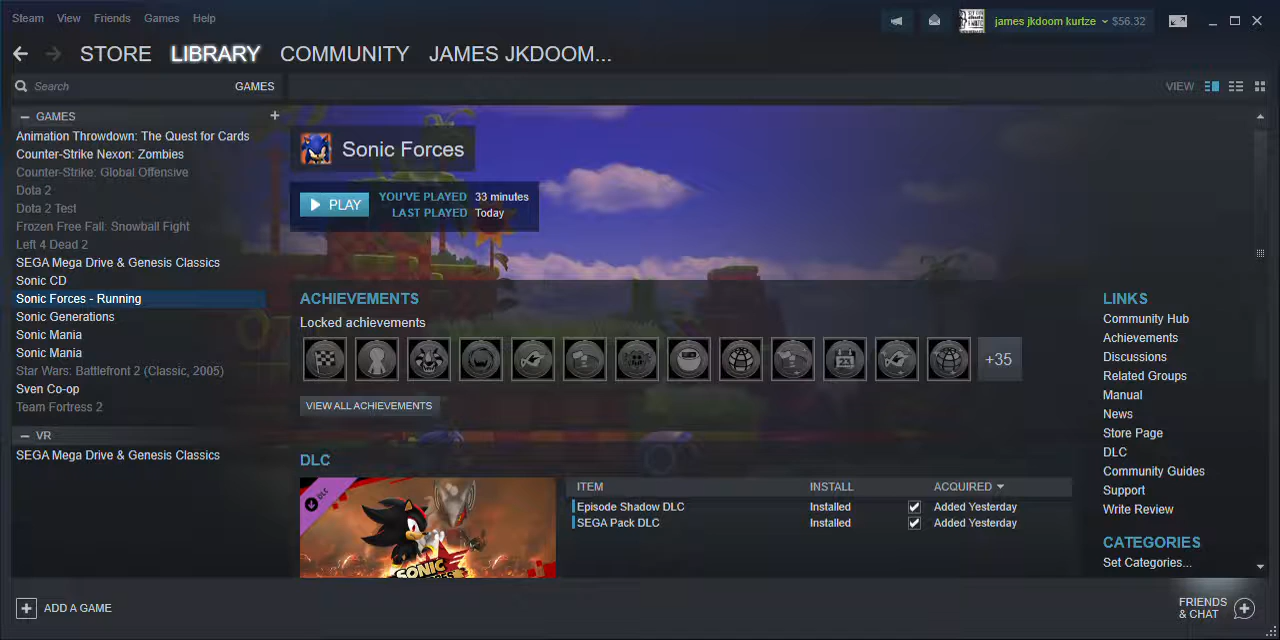 Steam View Friends Games Help
james jkdoom kurtze $56.32
STORE LIBRARY COMMUNITY JAMES JKDOOM...
Search GAMES VIEW
GAMES +
Animation Throwdown: The Quest for Cards
Counter-Strike Nexon: Zombies
Counter-Strike: Global Offensive
Dota 2
Dota 2 Test
Frozen Free Fall: Snowball Fight
Left 4 Dead 2
SEGA Mega Drive & Genesis Classics
Sonic CD
Sonic Forces - Running
Sonic Generations
Sonic Mania
Sonic Mania
Star Wars: Battlefront 2 (Classic, 2005)
Sven Co-op
Team Fortress 2
VR
SEGA Mega Drive & Genesis Classics
Sonic Forces
PLAY
YOU'VE PLAYED 33 minutes
LAST PLAYED Today
ACHIEVEMENTS
Locked achievements
23
+35
VIEW ALL ACHIEVEMENTS
DLC
DLC
SONIC
ITEM INSTALL ACQUIRED
Episode Shadow DLC Installed Added Yesterday
SEGA Pack DLC Installed Added Yesterday
LINKS
Community Hub
Achievements
Discussions
Related Groups
Manual
News
Store Page
DLC
Community Guides
Support
Write Review
CATEGORIES
Set Categories...
ADD A GAME
FRIENDS
& CHAT